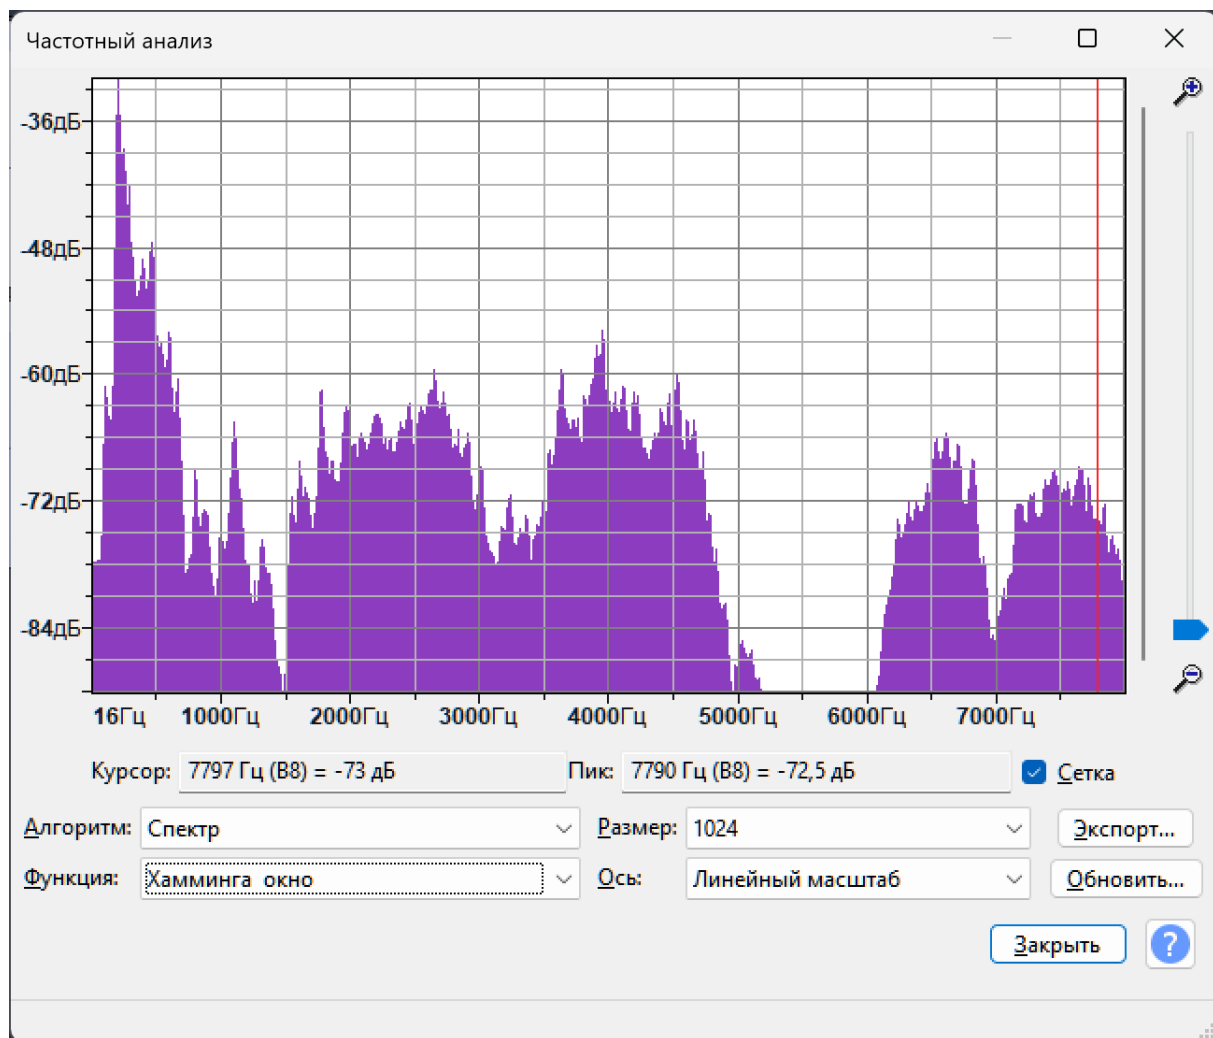 Частотный анализ
-36дБ
-48дБ
-60дБ
-72дБ
-84дБ
16Гц 1000Гц 2000Гц 3000Гц 4000Гц 5000Гц 6000Гц 7000Гц
Курсор: 7797 Гц (B8) = -73 дБ Пик: 7790 Гц (B8) = -72,5 дБ Сетка
Алгоритм: Спектр Размер: 1024 Экспорт...
Функция: Хамминга окно Ось: Линейный масштаб Обновить...
Закрыть ?